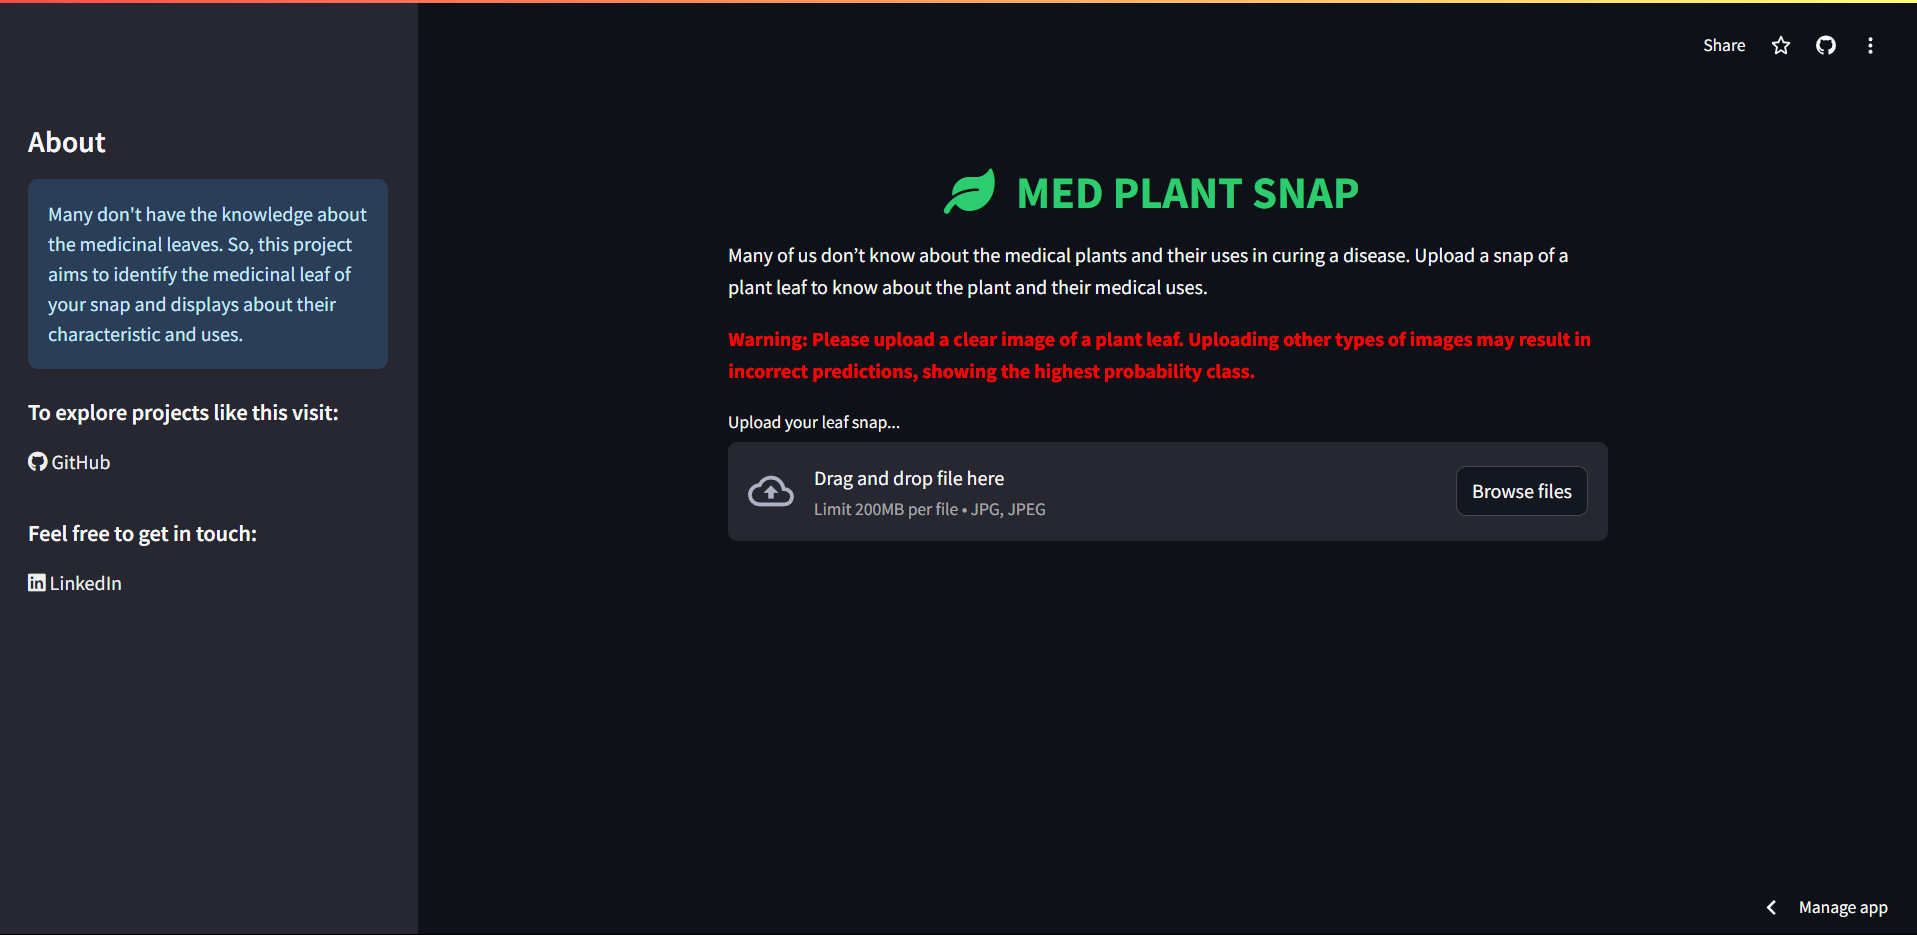 Share
About
Many don't have the knowledge about
the medicinal leaves. So, this project
aims to identify the medicinal leaf of
your snap and displays about their
characteristic and uses.
To explore projects like this visit:
GitHub
Feel free to get in touch:
LinkedIn
MED PLANT SNAP
Many of us don’t know about the medical plants and their uses in curing a disease. Upload a snap of a
plant leaf to know about the plant and their medical uses.
Warning: Please upload a clear image of a plant leaf. Uploading other types of images may result in
incorrect predictions, showing the highest probability class.
Upload your leaf snap...
Drag and drop file here
Limit 200MB per file • JPG, JPEG
Browse files
Manage app